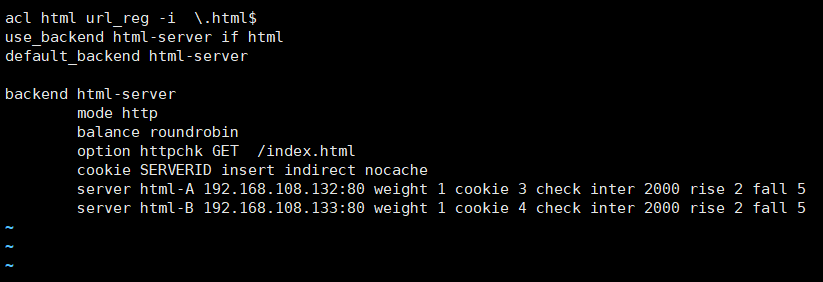 acl html url_reg -i  \.html$
use_backend html-server if html
default_backend html-server

backend html-server
        mode http
        balance roundrobin
        option httpchk GET  /index.html
        cookie SERVERID insert indirect nocache
        server html-A 192.168.108.132:80 weight 1 cookie 3 check inter 2000 rise 2 fall 5
        server html-B 192.168.108.133:80 weight 1 cookie 4 check inter 2000 rise 2 fall 5
~
~
~